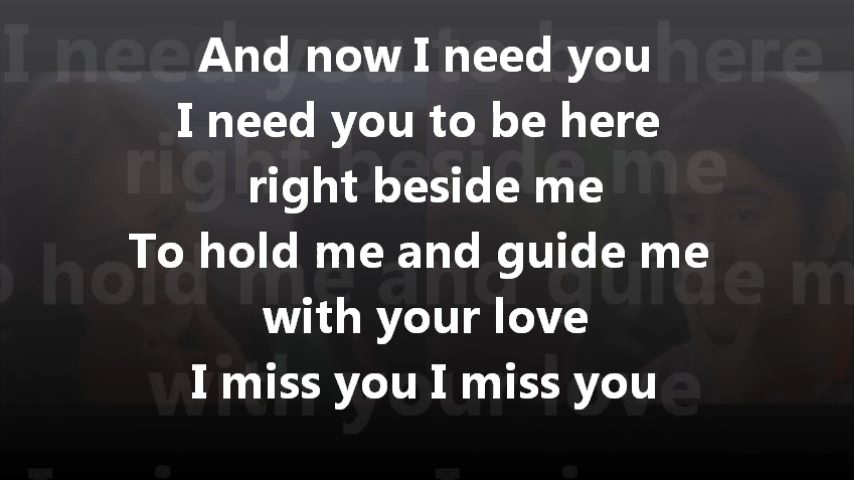 And now I need you
I need you to be here
right beside me
To hold me and guide me
with your love
I miss you I miss you